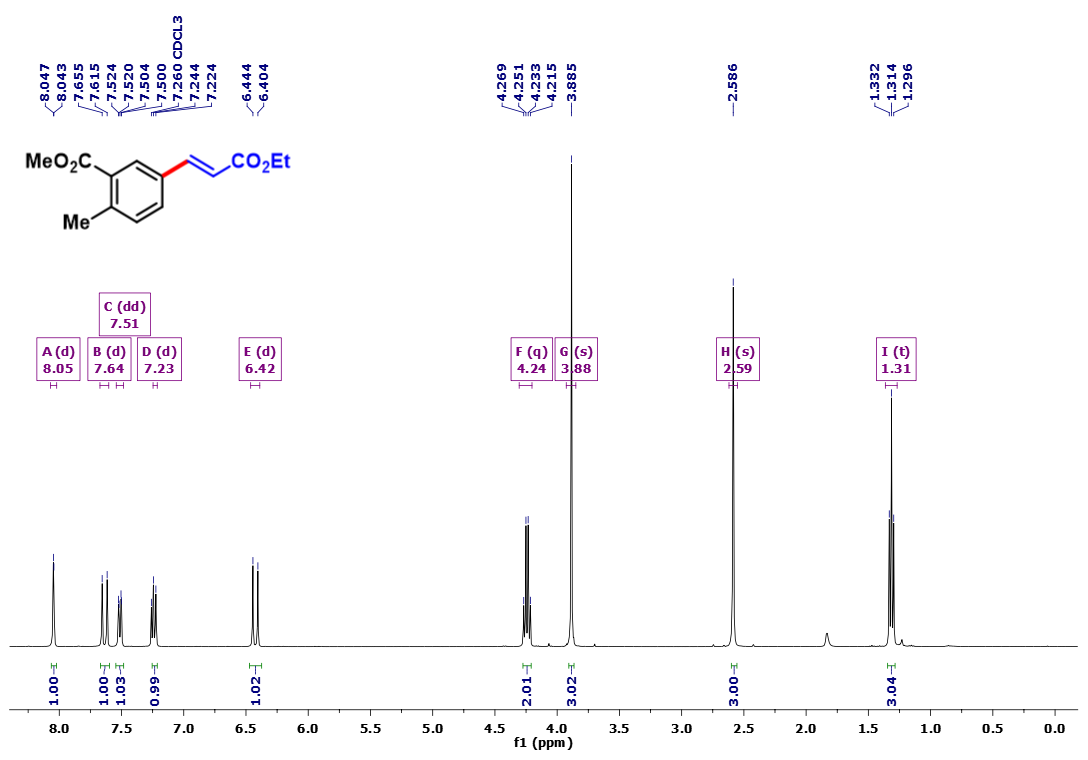 8.047
8.043
7.655
7.615
7.524
7.520
7.504
7.500
7.260 CDCL3
7.244
7.224
6.444
6.404
4.269
4.251
4.233
4.215
3.885
2.586
1.332
1.314
1.296
MeO2C
CO2Et
Me
C (dd)
7.51
A (d)
8.05
B (d)
7.64
D (d)
7.23
E (d)
6.42
F (q)
4.24
G (s)
3.88
H (s)
2.59
I (t)
1.31
1.00
1.00
1.03
0.99
1.02
2.01
3.02
3.00
3.04
8.0 7.5 7.0 6.5 6.0 5.5 5.0 4.5 4.0 3.5 3.0 2.5 2.0 1.5 1.0 0.5 0.0
f1 (ppm)